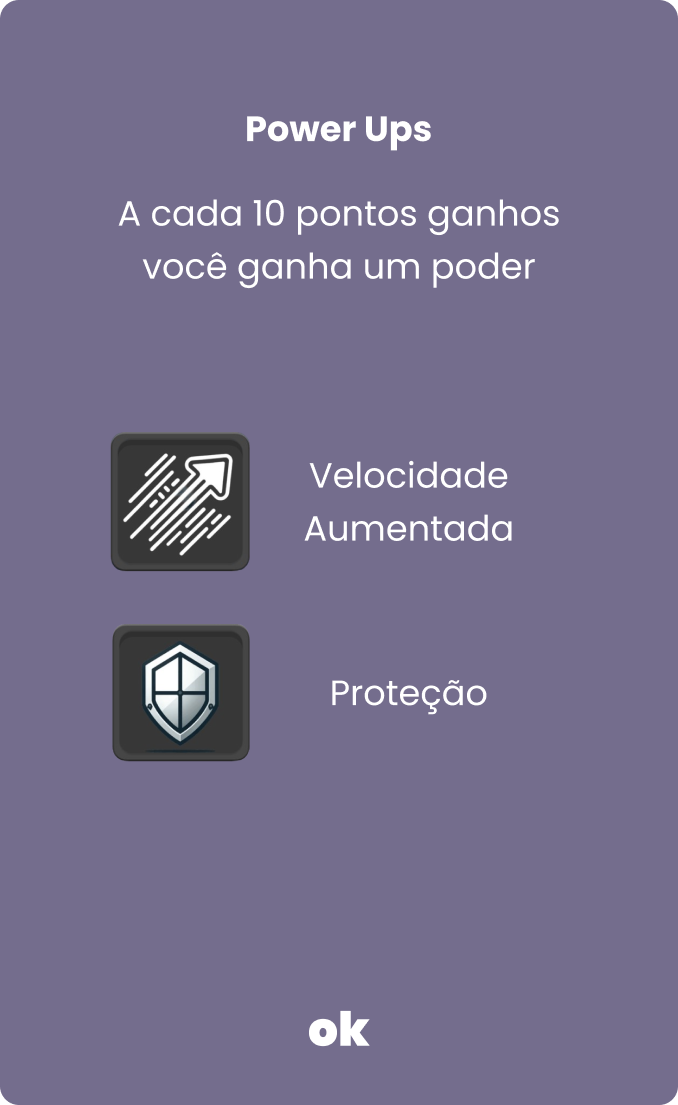 Power Ups
A cada 10 pontos ganhos
você ganha um poder
Velocidade
Aumentada
Proteção
ok